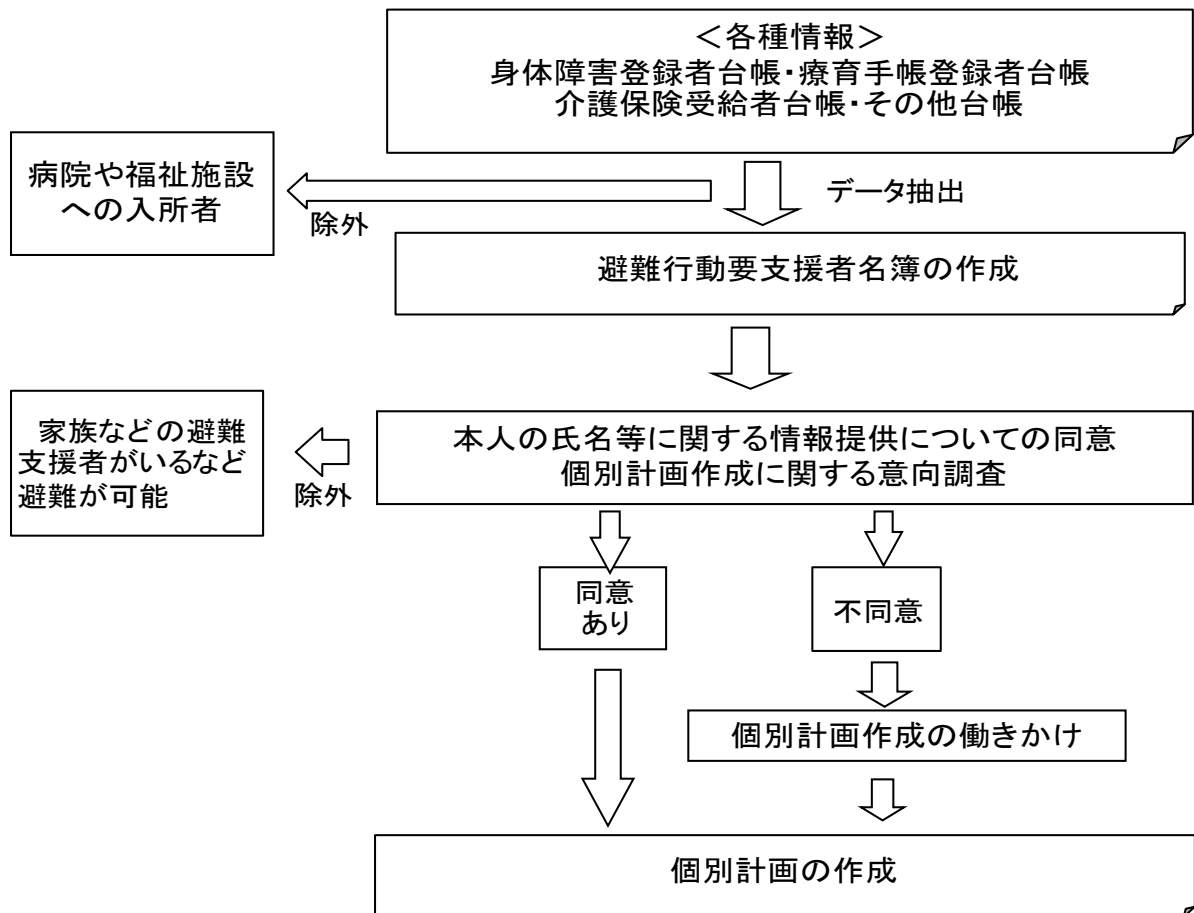 <各種情報>
身体障害登録者台帳・療育手帳登録者台帳
介護保険受給者台帳・その他台帳
病院や福祉施設
への入所者
除外
データ抽出
避難行動要支援者名簿の作成
家族などの避難
支援者がいるなど
避難が可能
除外
本人の氏名等に関する情報提供についての同意
個別計画作成に関する意向調査
同意
あり
不同意
個別計画作成の働きかけ
個別計画の作成